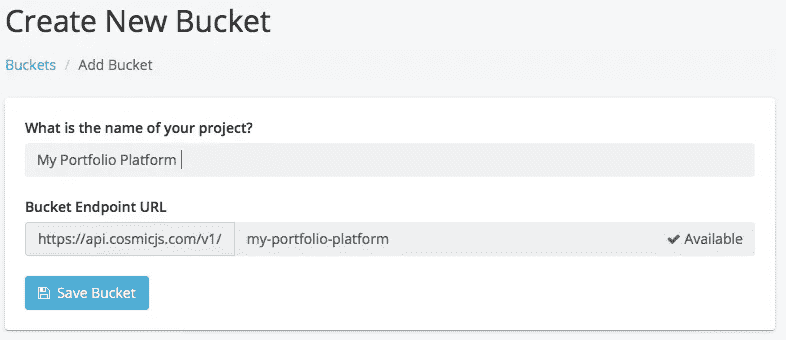 Create New Bucket
Buckets / Add Bucket
What is the name of your project?
My Portfolio Platform
Bucket Endpoint URL
https://api.cosmicjs.com/v1/ my-portfolio-platform Available
Save Bucket